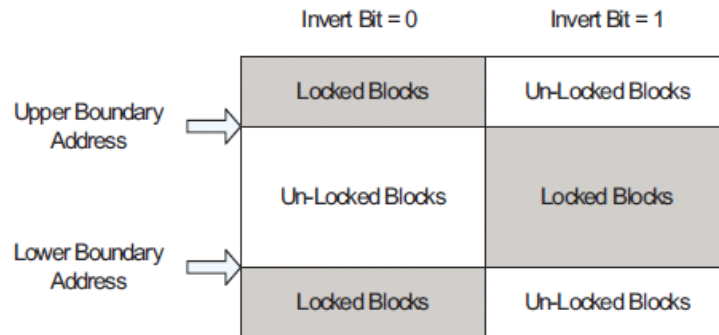 Invert Bit = 0
Invert Bit = 1
Locked Blocks
Un-Locked Blocks
Upper Boundary
Address
Un-Locked Blocks
Locked Blocks
Lower Boundary
Address
Locked Blocks
Un-Locked Blocks